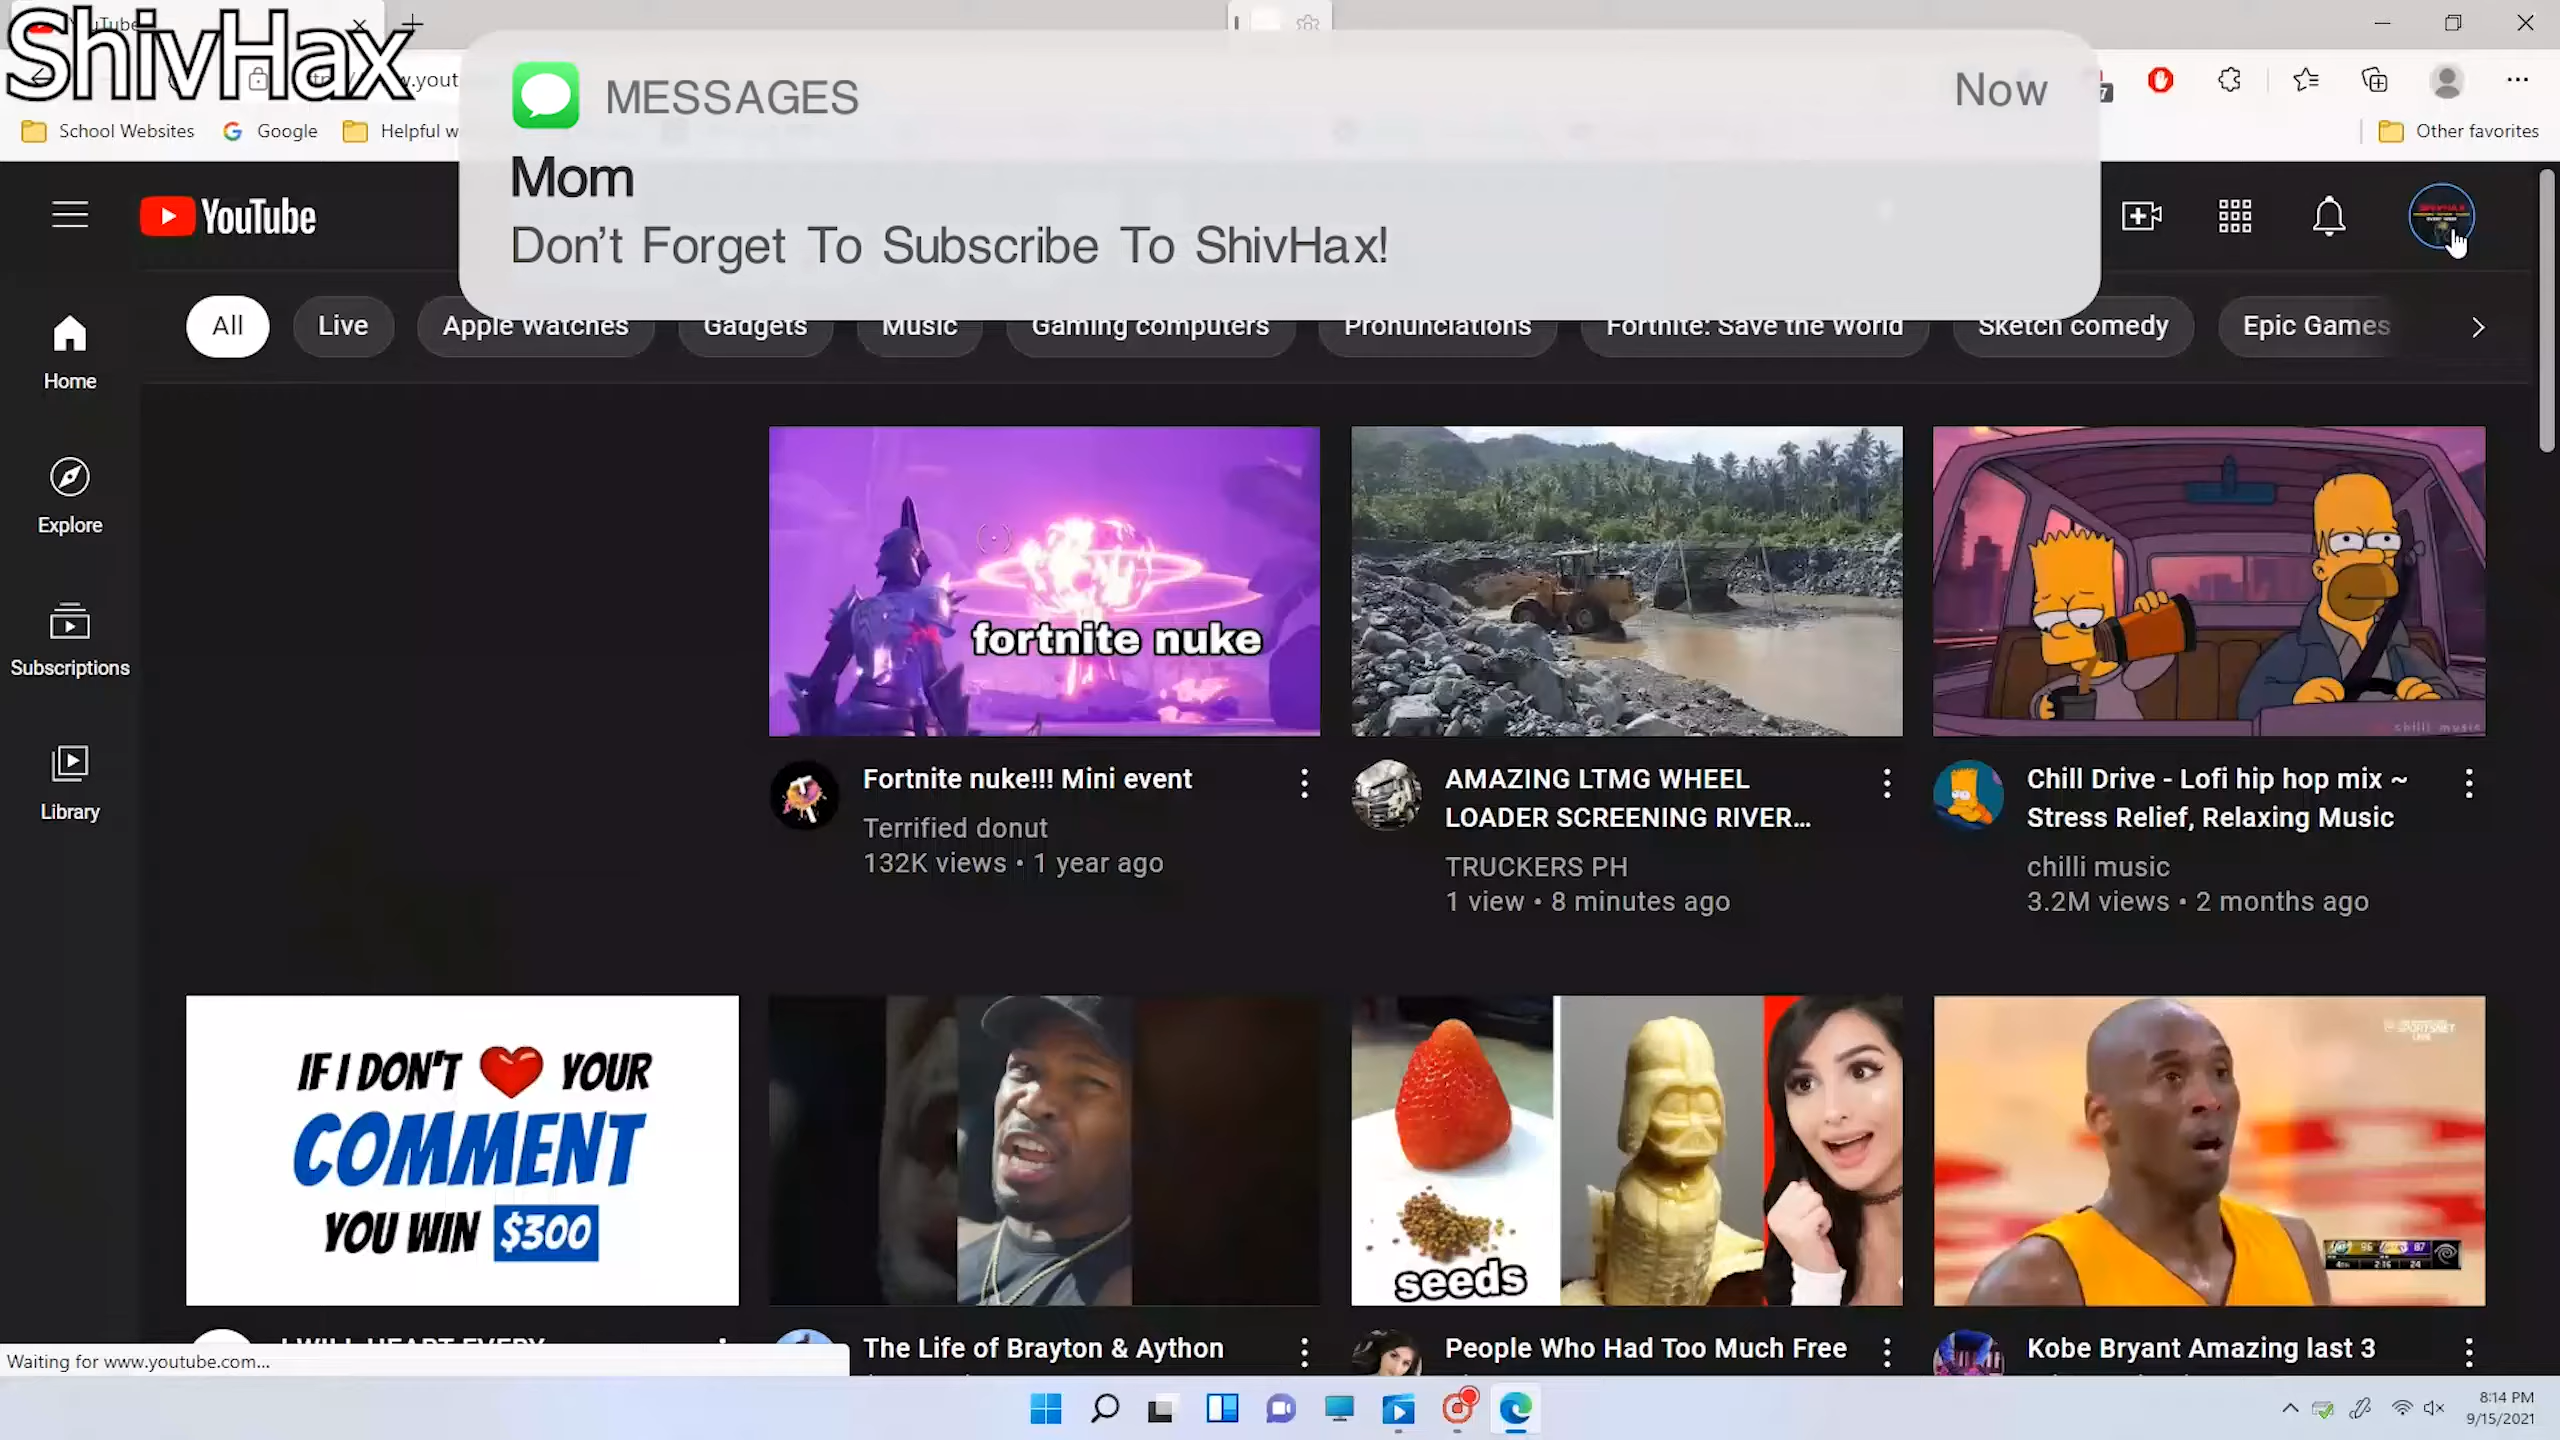 YouTube
ShivHax
MESSAGES
Now
Mom
Don't Forget To Subscribe To ShivHax!
School Websites
Google
Helpful w
Other favorites
YouTube
All
Live
Apple Watches
Gadgets
Music
Gaming computers
Pronunciations
Fortnite: Save the World
Sketch comedy
Epic Games
Home
Explore
Subscriptions
Library
fortnite nuke
chilli music
Fortnite nuke!!! Mini event
Terrified donut
132K views • 1 year ago
AMAZING LTMG WHEEL
LOADER SCREENING RIVER...
TRUCKERS PH
1 view • 8 minutes ago
Chill Drive - Lofi hip hop mix ~
Stress Relief, Relaxing Music
chilli music
3.2M views • 2 months ago
IF I DON'T YOUR
COMMENT
YOU WIN $300
seeds
I WILL HEART EVERY
The Life of Brayton & Aython
People Who Had Too Much Free
Kobe Bryant Amazing last 3
Waiting for www.youtube.com...
8:14 PM
9/15/2021